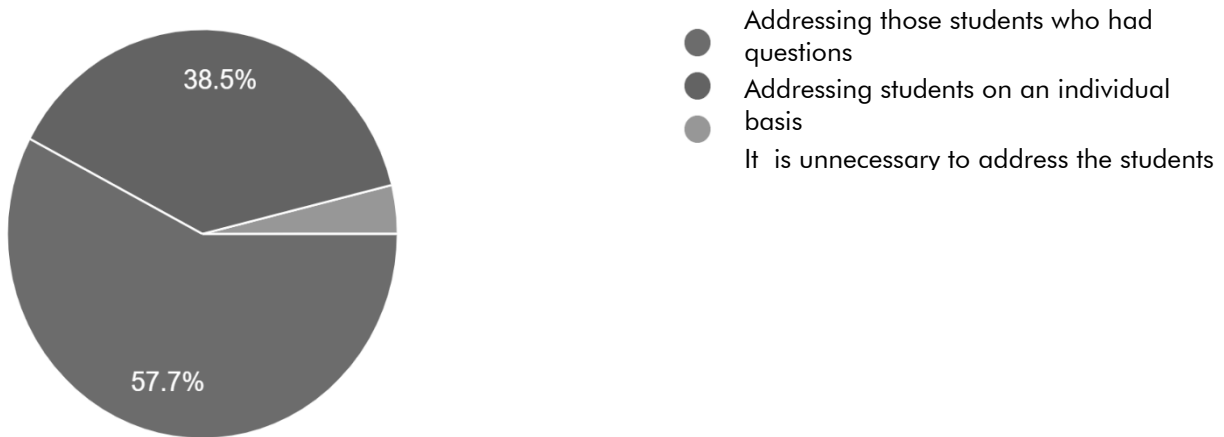 38.5%
57.7%
Addressing those students who had
questions
Addressing students on an individual
basis
It is unnecessary to address the students